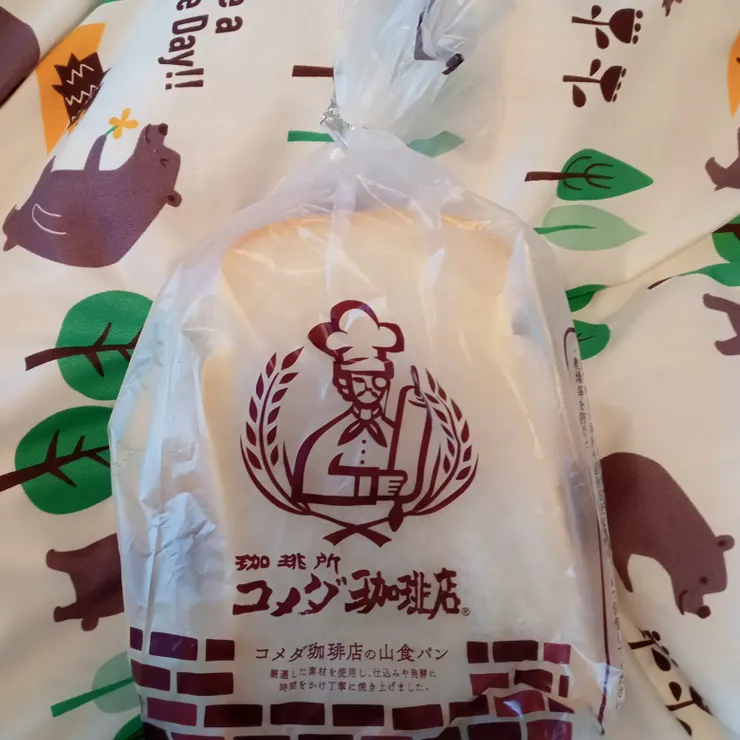 e a
e Day!!
珈琲所
コメダ珈琲店®
コメダ珈琲店の山食パン
厳選した素材を使用し、仕込みや発酵に
時間をかけ丁寧に焼き上げました。